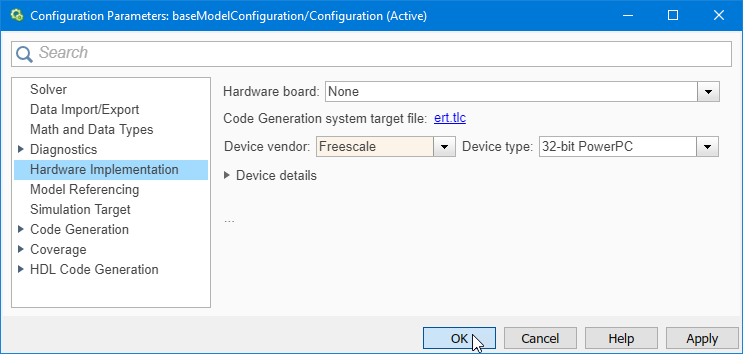 Configuration Parameters: baseModelConfiguration/Configuration (Active)
Search
Solver
Data Import/Export
Math and Data Types
Diagnostics
Hardware Implementation
Model Referencing
Simulation Target
Code Generation
Coverage
HDL Code Generation
Hardware board: None
Code Generation system target file: ert.tlc
Device vendor: Freescale Device type: 32-bit PowerPC
Device details
...
OK Cancel Help Apply